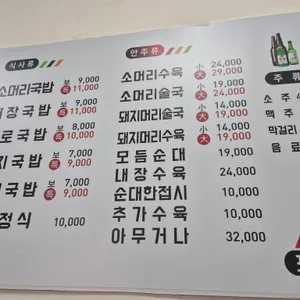 식사류
소머리국밥 보 9,000
특 11,000
장국밥 보 9,000
특 11,000
로국밥 보 8,000
특 10,000
국밥 보 7,000
특 9,000
국밥 보 7,000
특 9,000
정식 10,000
안주류
소머리수육 小 24,000
大 29,000
소머리술국 小 19,000
大 24,000
돼지머리술국 小 14,000
大 19,000
돼지머리수육 小 14,000
大 19,000
모듬순대 19,000
내장수육 24,000
순대한접시 10,000
추가수육 10,000
아무거나 32,000
주류
소주
맥주
막걸리
음료